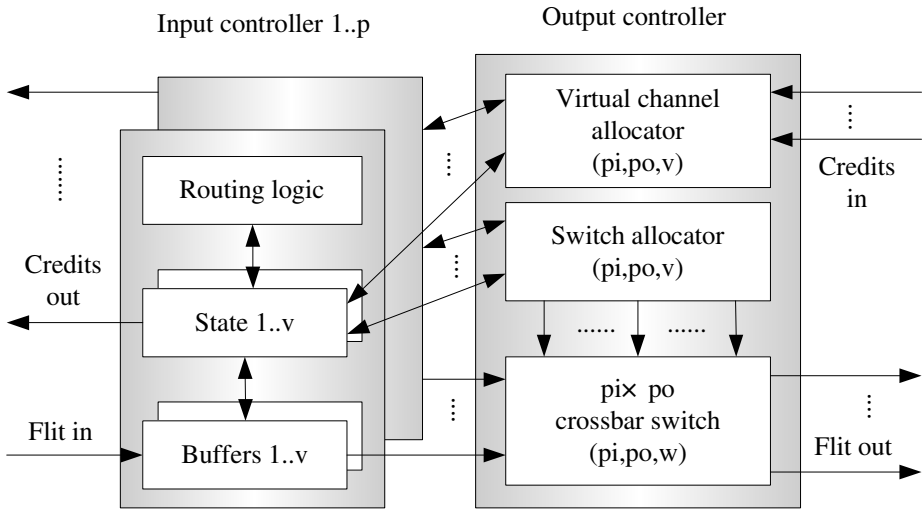 Input controller 1..p
Output controller
Virtual channel
allocator
(pi,po,v)
Credits
in
Routing logic
Switch allocator
(pi,po,v)
Credits
out
State 1..v
pi× po
crossbar switch
(pi,po,w)
Flit in
Buffers 1..v
Flit out